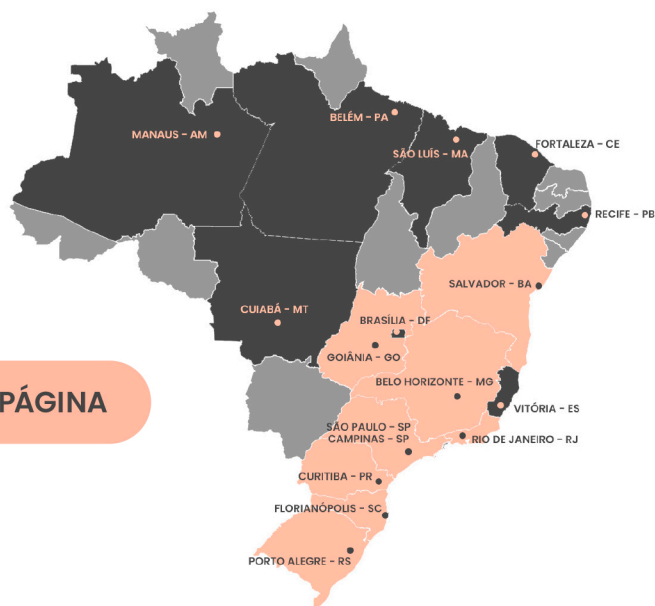 BELÉM - PA
MANAUS - AM
FORTALEZA - CE
SÃO LUÍS - MA
RECIFE - PB
SALVADOR - BA
CUIABÁ - MT
BRASÍLIA - DF
GOIÂNIA - GO
BELO HORIZONTE - MG
PÁGINA
VITÓRIA - ES
SÃO PAULO - SP
CAMPINAS - SP
RIO DE JANEIRO - RJ
CURITIBA - PR
FLORIANÓPOLIS - SC
PORTO ALEGRE - RS